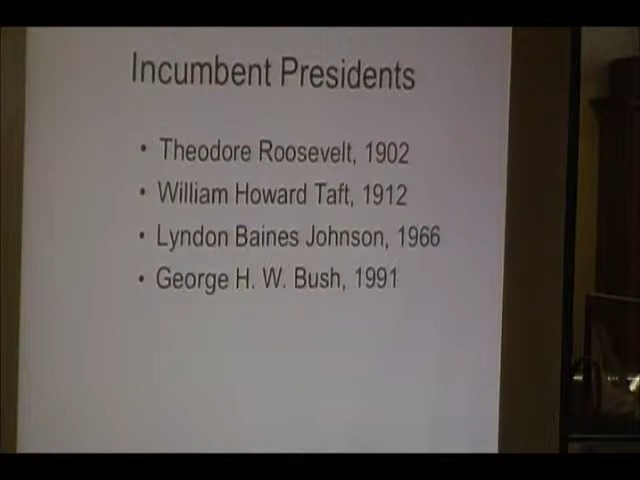 Incumbent Presidents
• Theodore Roosevelt, 1902
• William Howard Taft, 1912
• Lyndon Baines Johnson, 1966
• George H. W. Bush, 1991